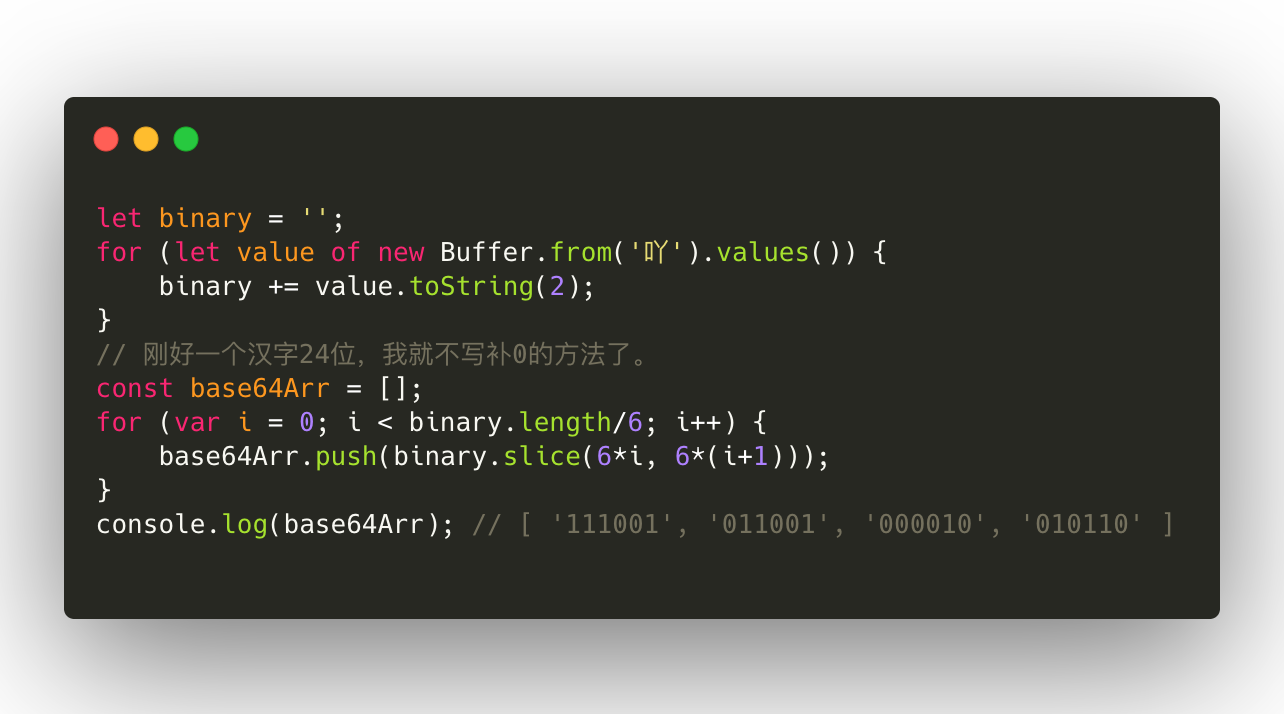 let binary = '';
for (let value of new Buffer.from('吖').values()) {
    binary += value.toString(2);
}
// 刚好一个汉字24位，我就不写补0的方法了。
const base64Arr = [];
for (var i = 0; i < binary.length/6; i++) {
    base64Arr.push(binary.slice(6*i, 6*(i+1)));
}
console.log(base64Arr); // [ '111001', '011001', '000010', '010110' ]